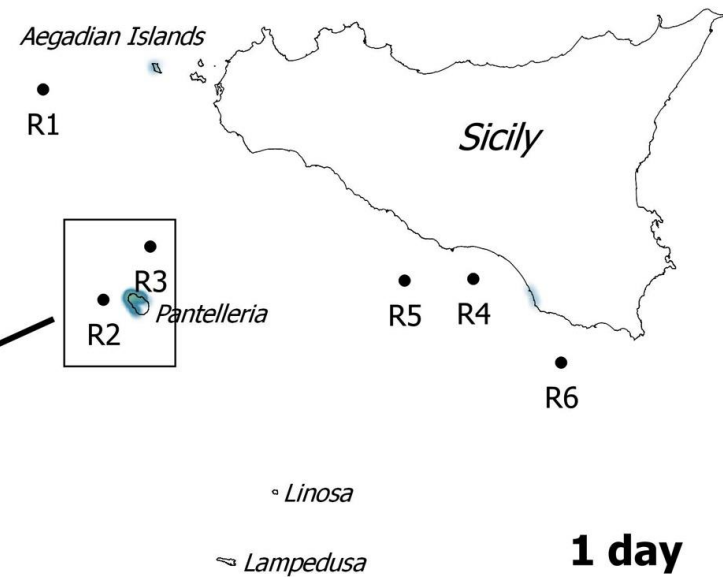 Aegadian Islands
R1
Sicily
R3
R2
Pantelleria
R5
R4
R6
Linosa
Lampedusa
1 day